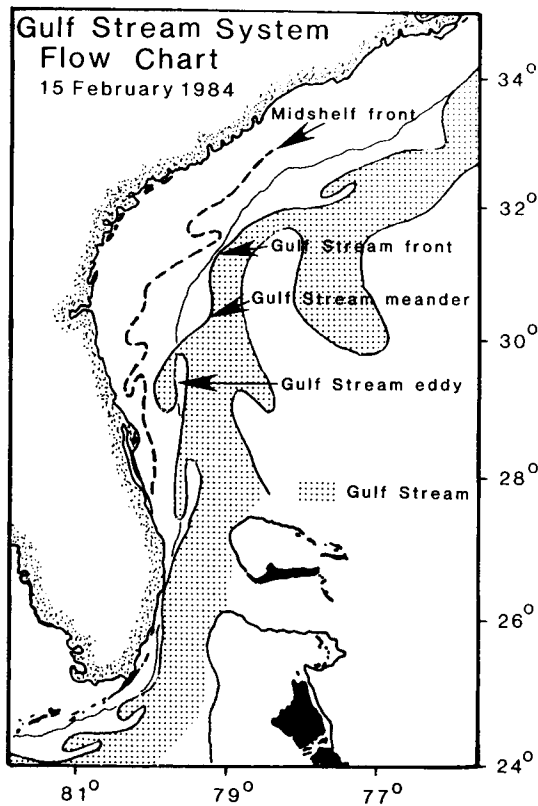 Gulf Stream System
Flow Chart
15 February 1984
34°
Midshelf front
32°
Gulf Stream front
Gulf Stream meander
30°
Gulf Stream eddy
28°
Gulf Stream
26°
24°
81°
79°
77°